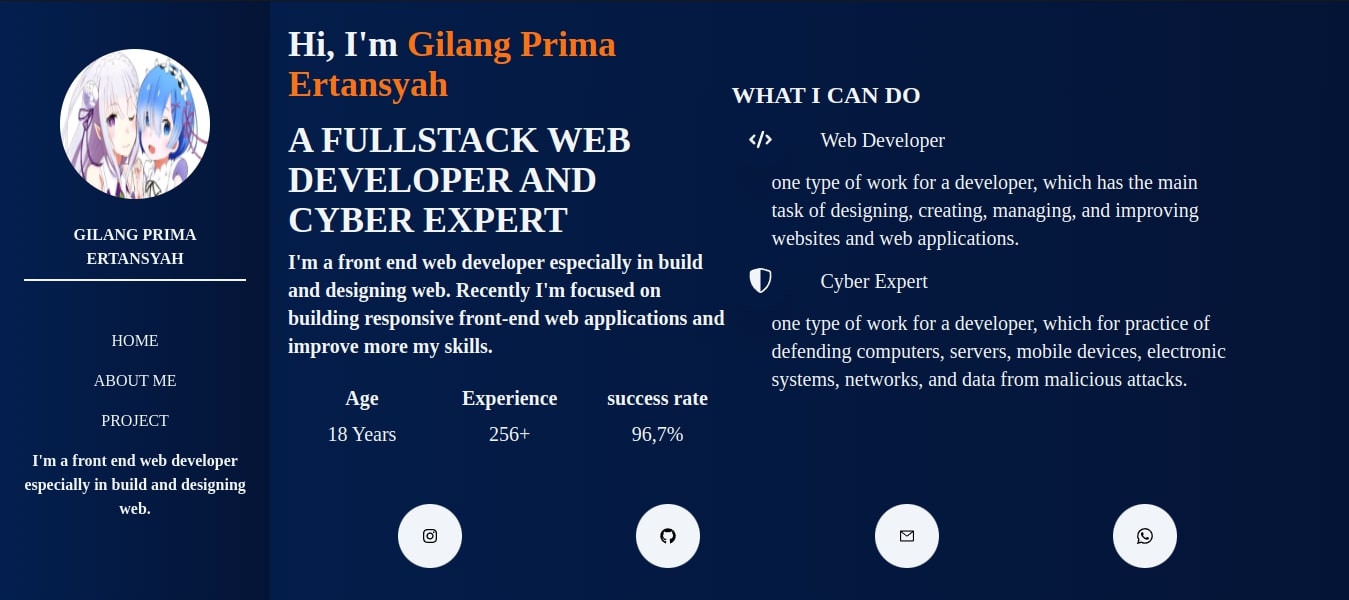 GILANG PRIMA
ERTANSYAH
HOME
ABOUT ME
PROJECT
I'm a front end web developer
especially in build and designing
web.
Hi, I'm Gilang Prima
Ertansyah
A FULLSTACK WEB
DEVELOPER AND
CYBER EXPERT
I'm a front end web developer especially in build
and designing web. Recently I'm focused on
building responsive front-end web applications and
improve more my skills.
Age Experience success rate
18 Years 256+ 96,7%
WHAT I CAN DO
Web Developer
one type of work for a developer, which has the main
task of designing, creating, managing, and improving
websites and web applications.
Cyber Expert
one type of work for a developer, which for practice of
defending computers, servers, mobile devices, electronic
systems, networks, and data from malicious attacks.